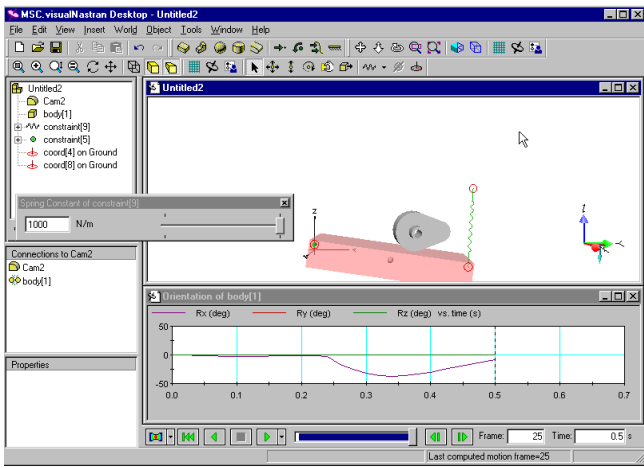 MSC.visualNastran Desktop - Untitled2
File Edit View Insert World Object Tools Window Help
Untitled2
Cam2
body[1]
constraint[9]
constraint[5]
coord[4] on Ground
coord[8] on Ground
Untitled2
Spring Constant of constraint[9]
1000 N/m
Z
Connections to Cam2
Cam2
body[1]
Properties
Orientation of body[1]
Rx (deg) Ry (deg) Rz (deg) vs. time (s)
50
0
-50
0.0 0.1 0.2 0.3 0.4 0.5 0.6 0.7
Frame: 25 Time: 0.5 s
Last computed motion frame=25